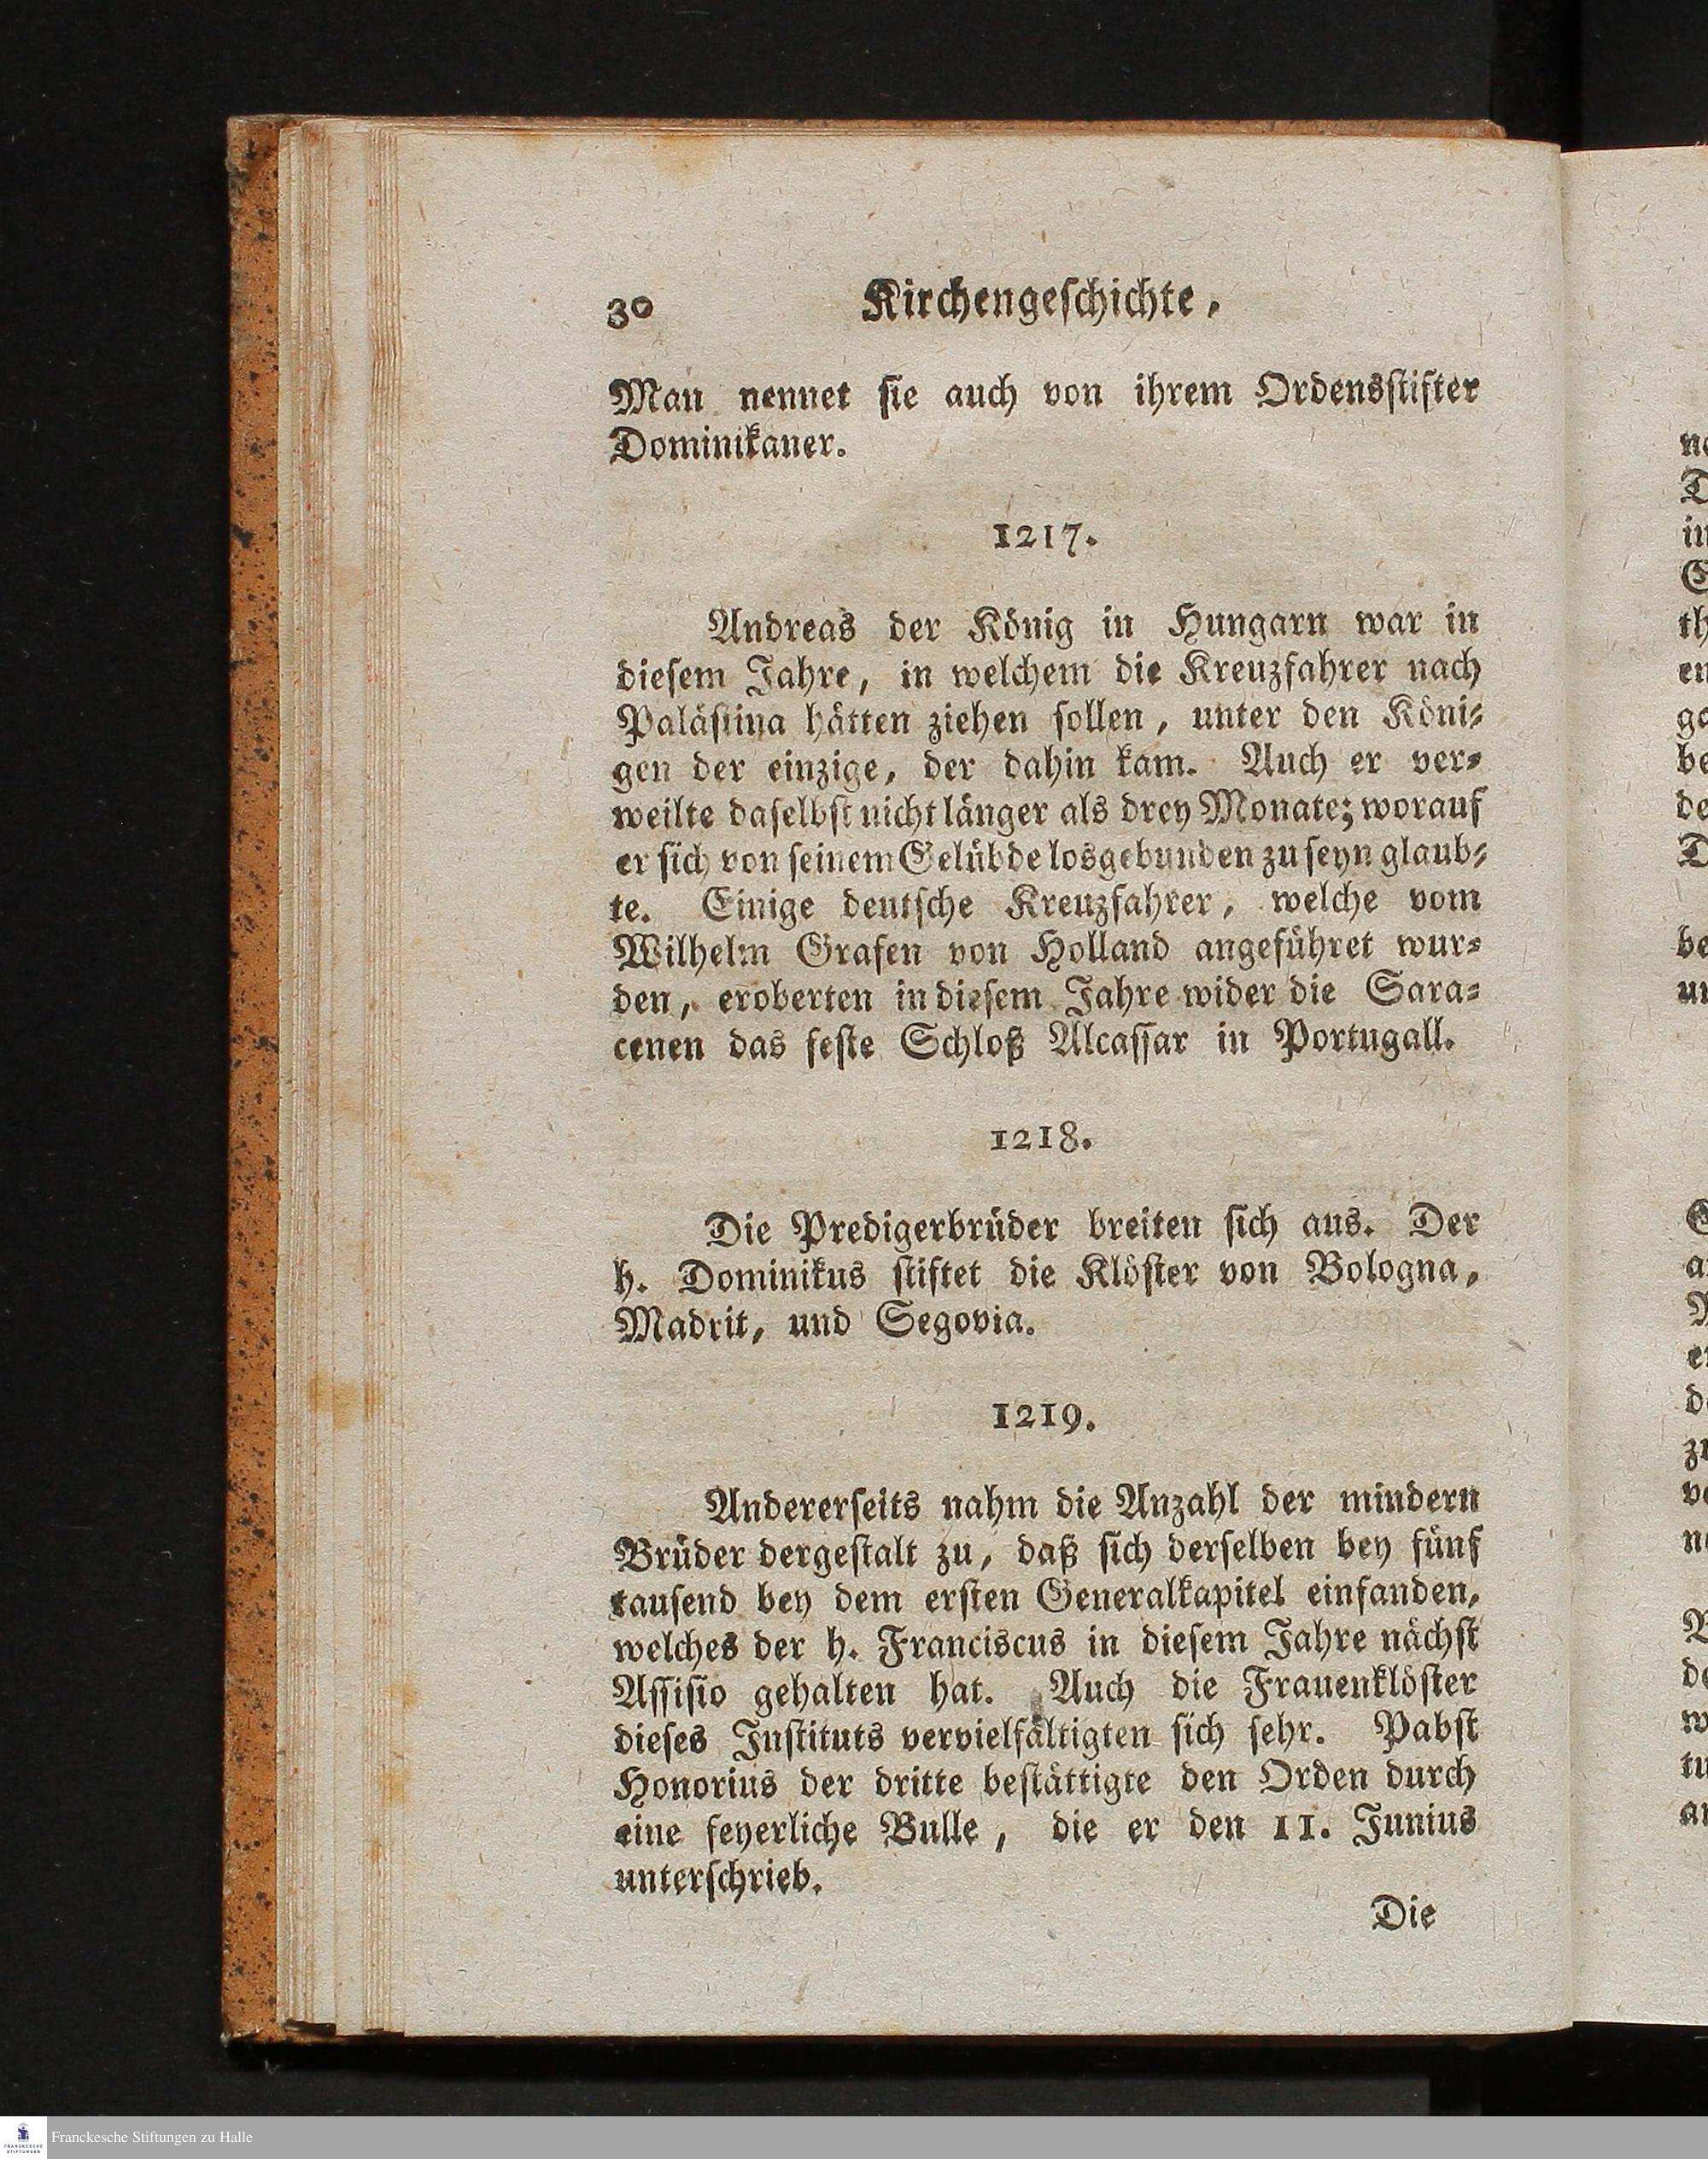 30 Kirchengeschichte,
Man nennet sie auch von ihrem Ordensstifter
Dominikaner.
1217.
Andreas der König in Hungarn war in
diesem Jahre, in welchem die Kreuzfahrer nach
Palästina hätten ziehen sollen, unter den Köni-
gen der einzige, der dahin kam. Auch er ver-
weilte daselbst nicht länger als drey Monate; worauf
er sich von seinem Gelübde losgebunden zu seyn glaub-
te. Einige deutsche Kreuzfahrer, welche vom
Wilhelm Grafen von Holland angeführet wur-
den, eroberten in diesem Jahre wider die Sara-
cenen das feste Schloß Alcassar in Portugall.
1218.
Die Predigerbrüder breiten sich aus. Der
h. Dominikus stiftet die Klöster von Bologna,
Madrit, und Segovia.
1219.
Andererseits nahm die Anzahl der mindern
Brüder dergestalt zu, daß sich derselben bey fünf
tausend bey dem ersten Generalkapitel einfanden,
welches der h. Franciscus in diesem Jahre nächst
Assisio gehalten hat. Auch die Frauenklöster
dieses Instituts vervielfältigten sich sehr. Pabst
Honorius der dritte bestättigte den Orden durch
eine feyerliche Bulle, die er den 11. Junius
unterschrieb.
Die
FRANCKESCHE
STIFTUNGEN
Franckesche Stiftungen zu Halle